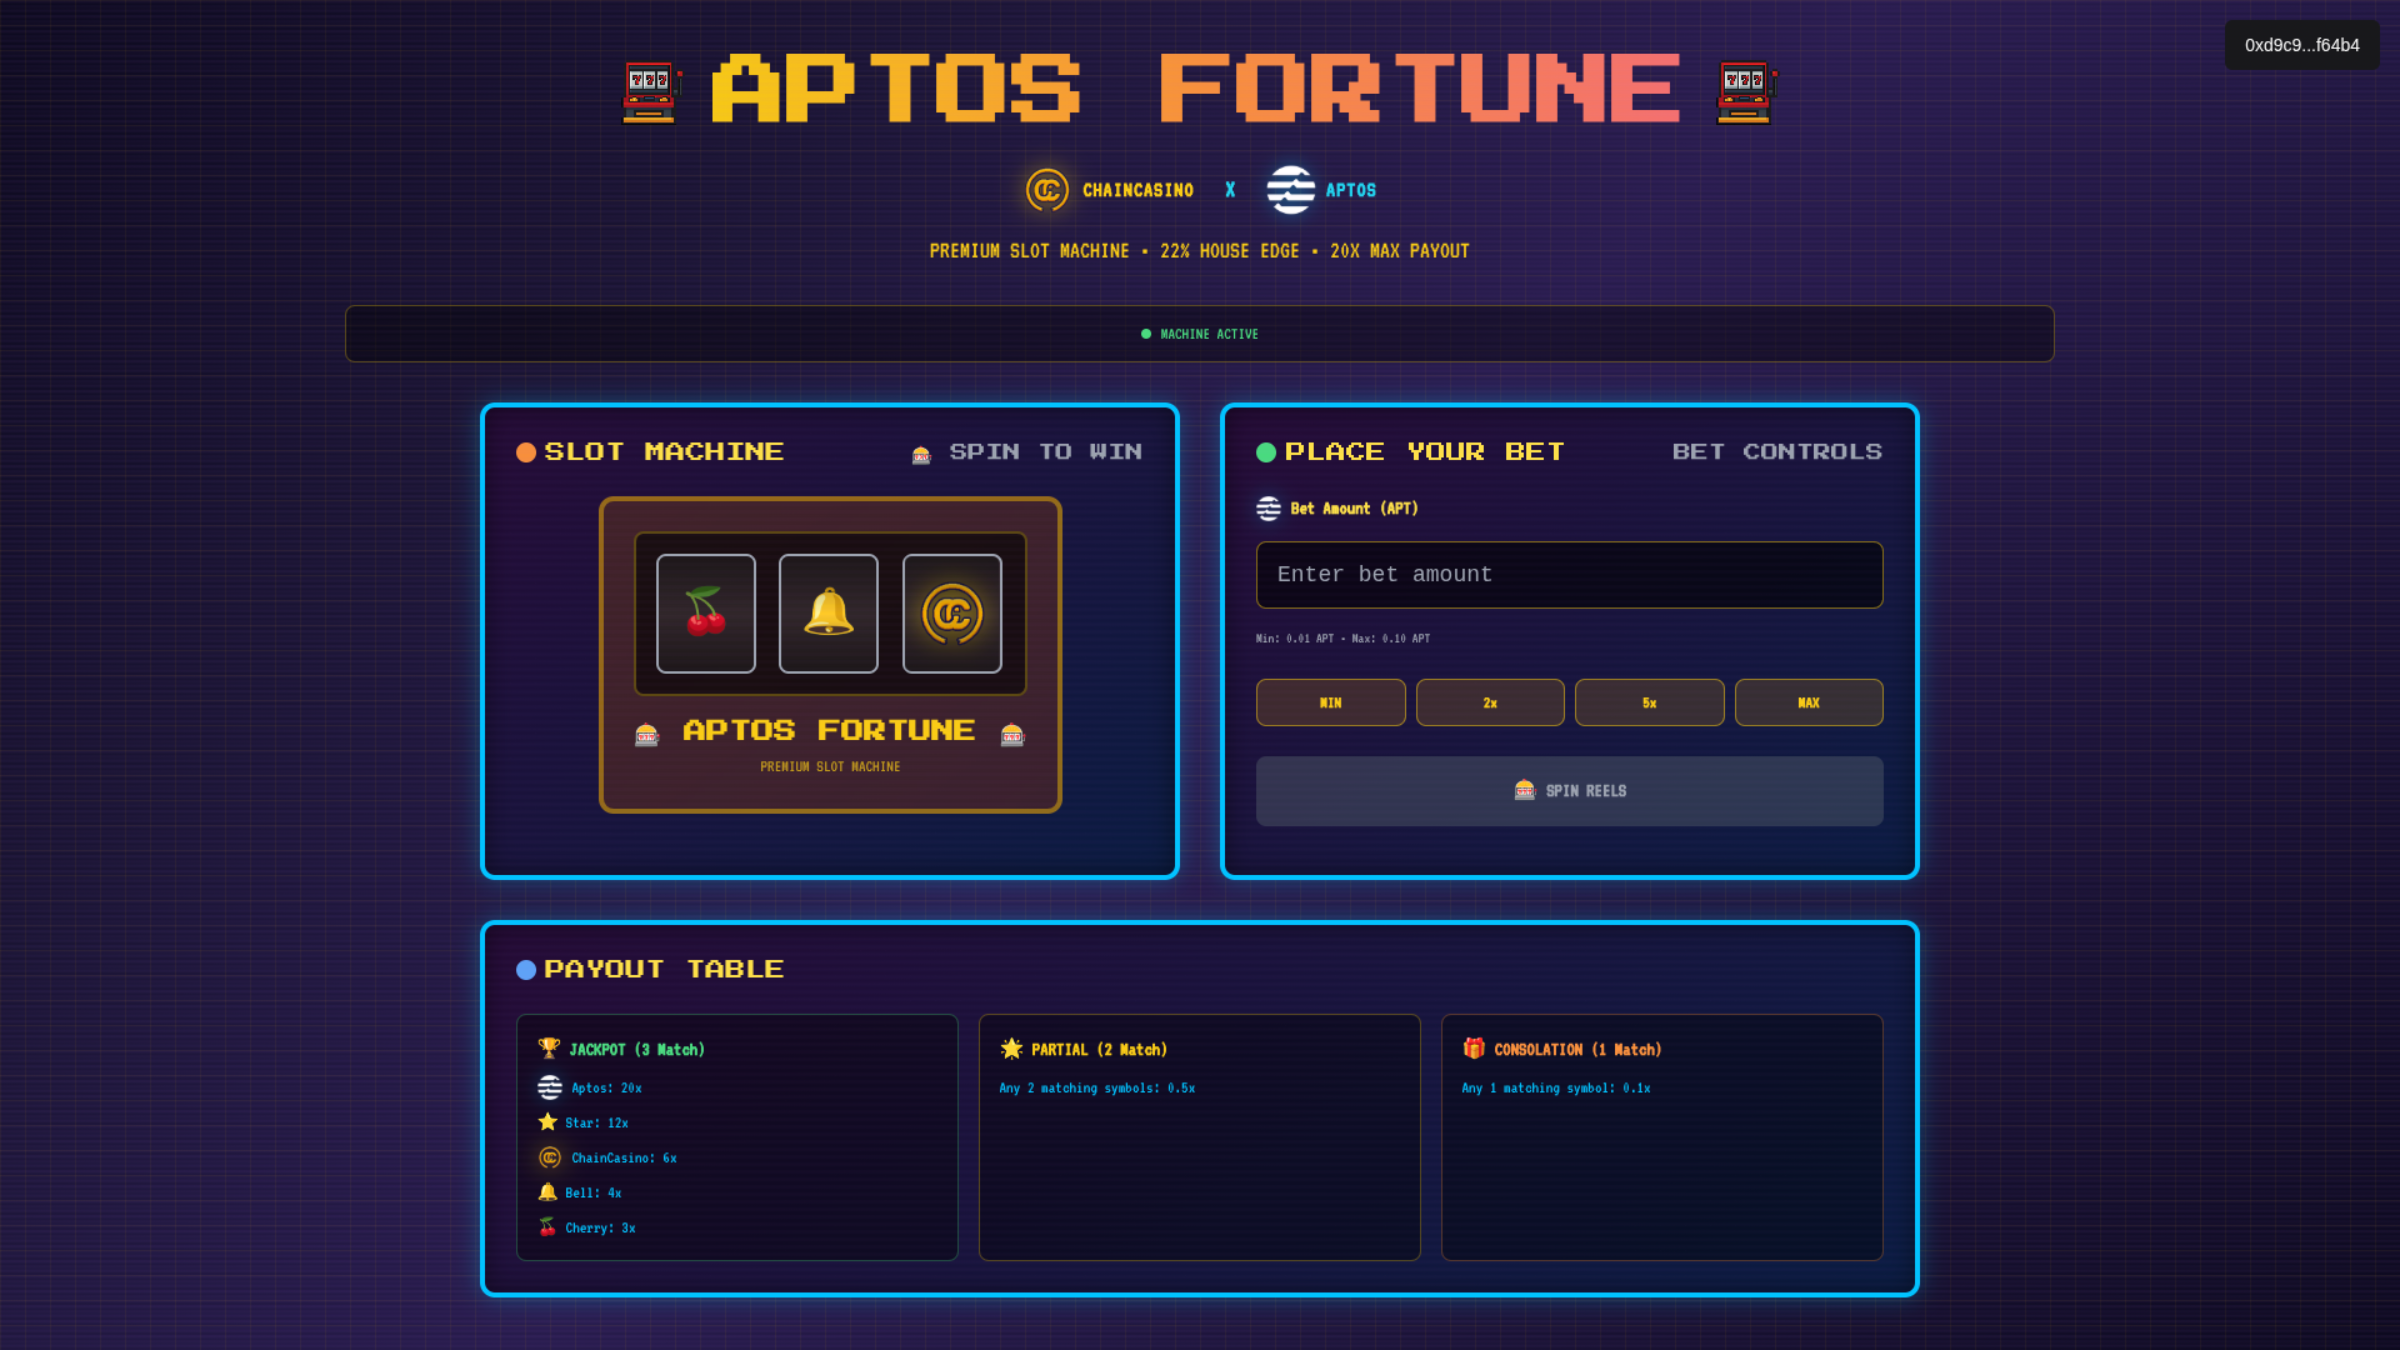 0xd9c9...f64b4
APTOS FORTUNE
CHAINCASINO X APTOS
PREMIUM SLOT MACHINE • 22% HOUSE EDGE • 20X MAX PAYOUT
MACHINE ACTIVE
SLOT MACHINE
SPIN TO WIN
APTOS FORTUNE
PREMIUM SLOT MACHINE
PLACE YOUR BET
BET CONTROLS
Bet Amount (APT)
Enter bet amount
Min: 0.01 APT • Max: 0.10 APT
MIN
2x
5x
MAX
SPIN REELS
PAYOUT TABLE
JACKPOT (3 Match)
Aptos: 20x
Star: 12x
ChainCasino: 6x
Bell: 4x
Cherry: 3x
PARTIAL (2 Match)
Any 2 matching symbols: 0.5x
CONSOLATION (1 Match)
Any 1 matching symbol: 0.1x